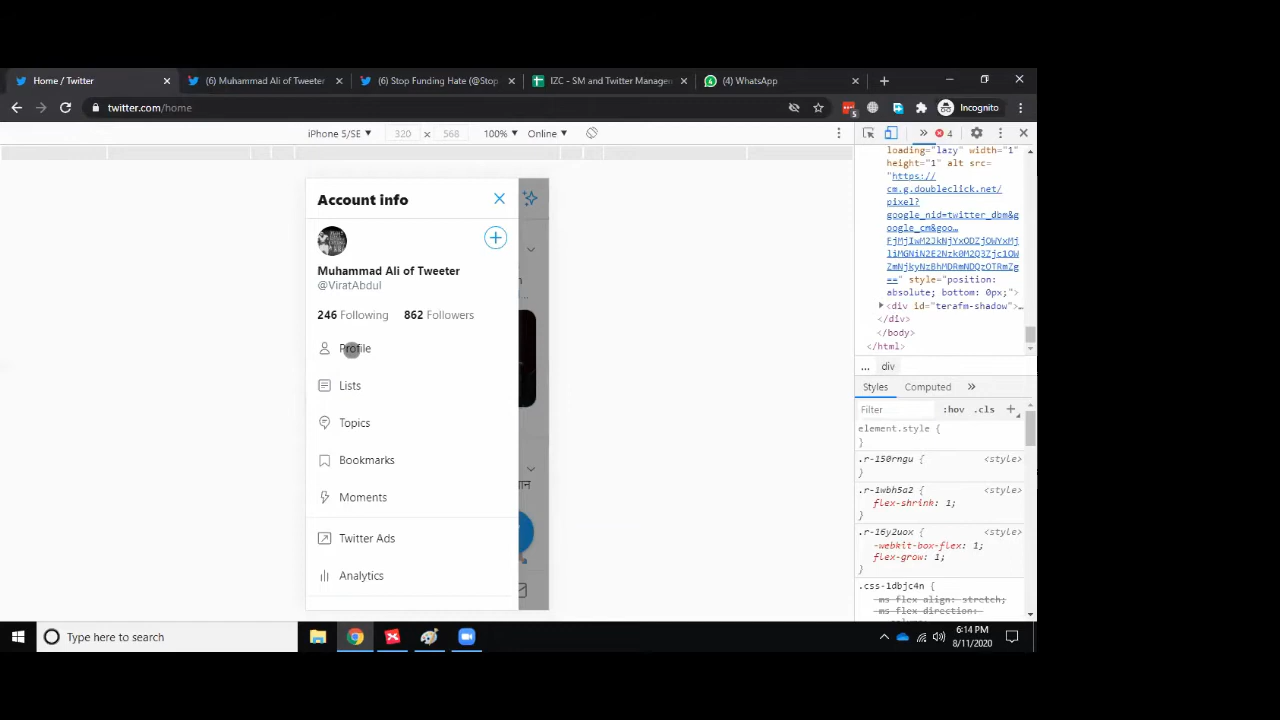 Home / Twitter
(6) Muhammad Ali of Tweeter
(6) Stop Funding Hate (@Stop
IZC - SM and Twitter Manage
(4) WhatsApp
twitter.com/home
5
Incognito
iPhone 5/SE
320 × 568
100%
Online
4
Account info
Muhammad Ali of Tweeter
@ViratAbdul
246 Following 862 Followers
Profile
Lists
Topics
Bookmarks
Moments
Twitter Ads
Analytics
loading="lazy" width="1"
height="1" alt src=
"https://
cm.g.doubleclick.net/
pixel?
google_nid=twitter_dbm&g
oogle_cm&goo…
style="position:
absolute; bottom: 0px;">
<div id="terafm-shadow">
</div>
</body>
</html>
... div
Styles Computed
Filter :hov .cls
element.style {
}
.r-150rngu { <style>
}
.r-1wbh5a2 { <style>
flex-shrink: 1;
}
.r-16y2uox { <style>
-webkit-box-flex: 1;
flex-grow: 1;
}
.css-1dbjc4n { <style>
-ms-flex-align: stretch;
-ms-flex-direction:
Type here to search
6:14 PM
8/11/2020